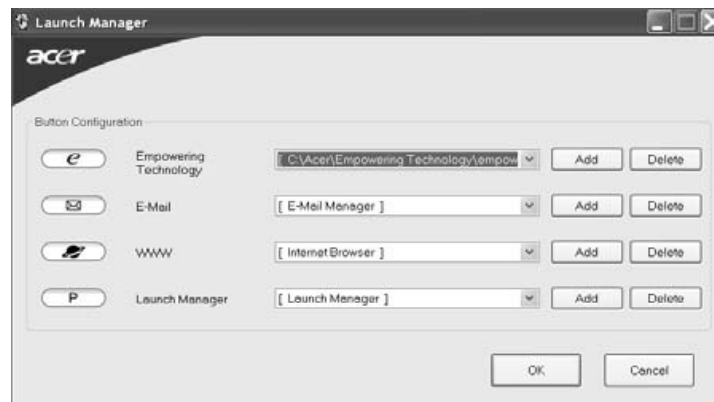 Launch Manager
acer
Button Configuration
e Empowering Technology [ C:\Acer\Empowering Technology\empow Add Delete
E-Mail [ E-Mail Manager ] Add Delete
WWW [ Internet Browser ] Add Delete
P Launch Manager [ Launch Manager ] Add Delete
OK Cancel